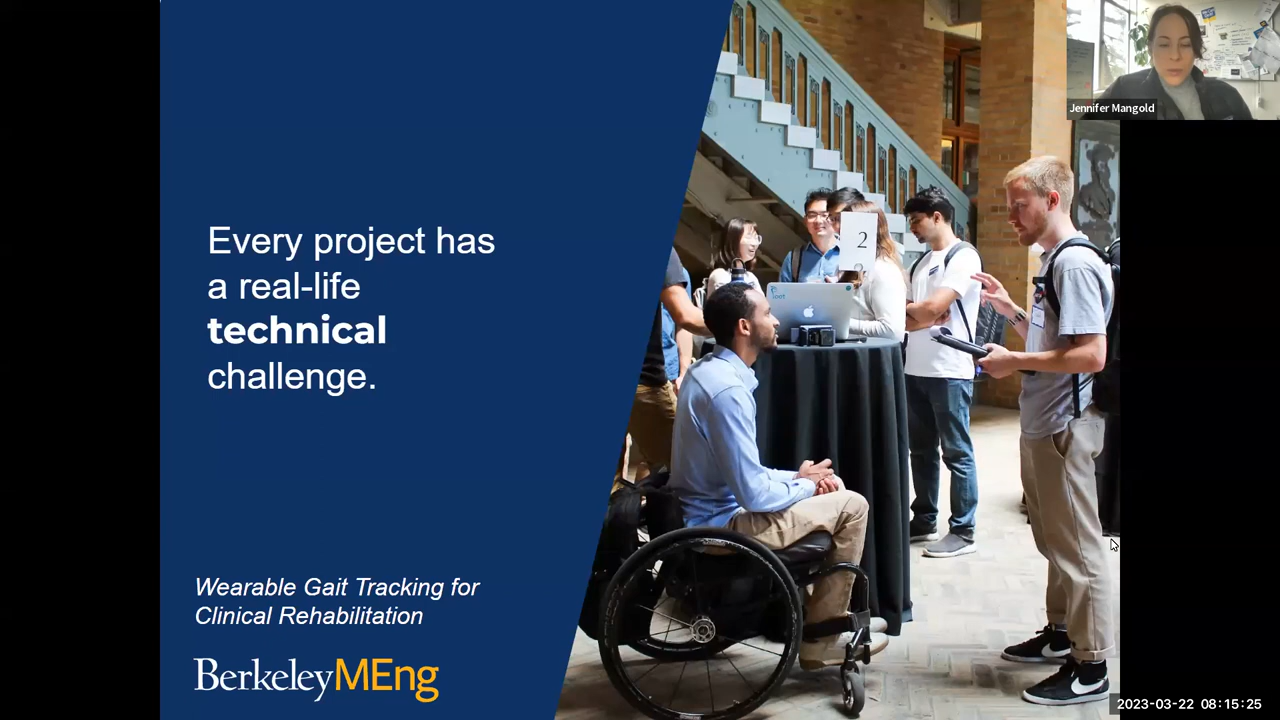 Every project has
a real-life
technical
challenge.
Wearable Gait Tracking for
Clinical Rehabilitation
BerkeleyMEng
2
Jennifer Mangold
2023-03-22 08:15:25